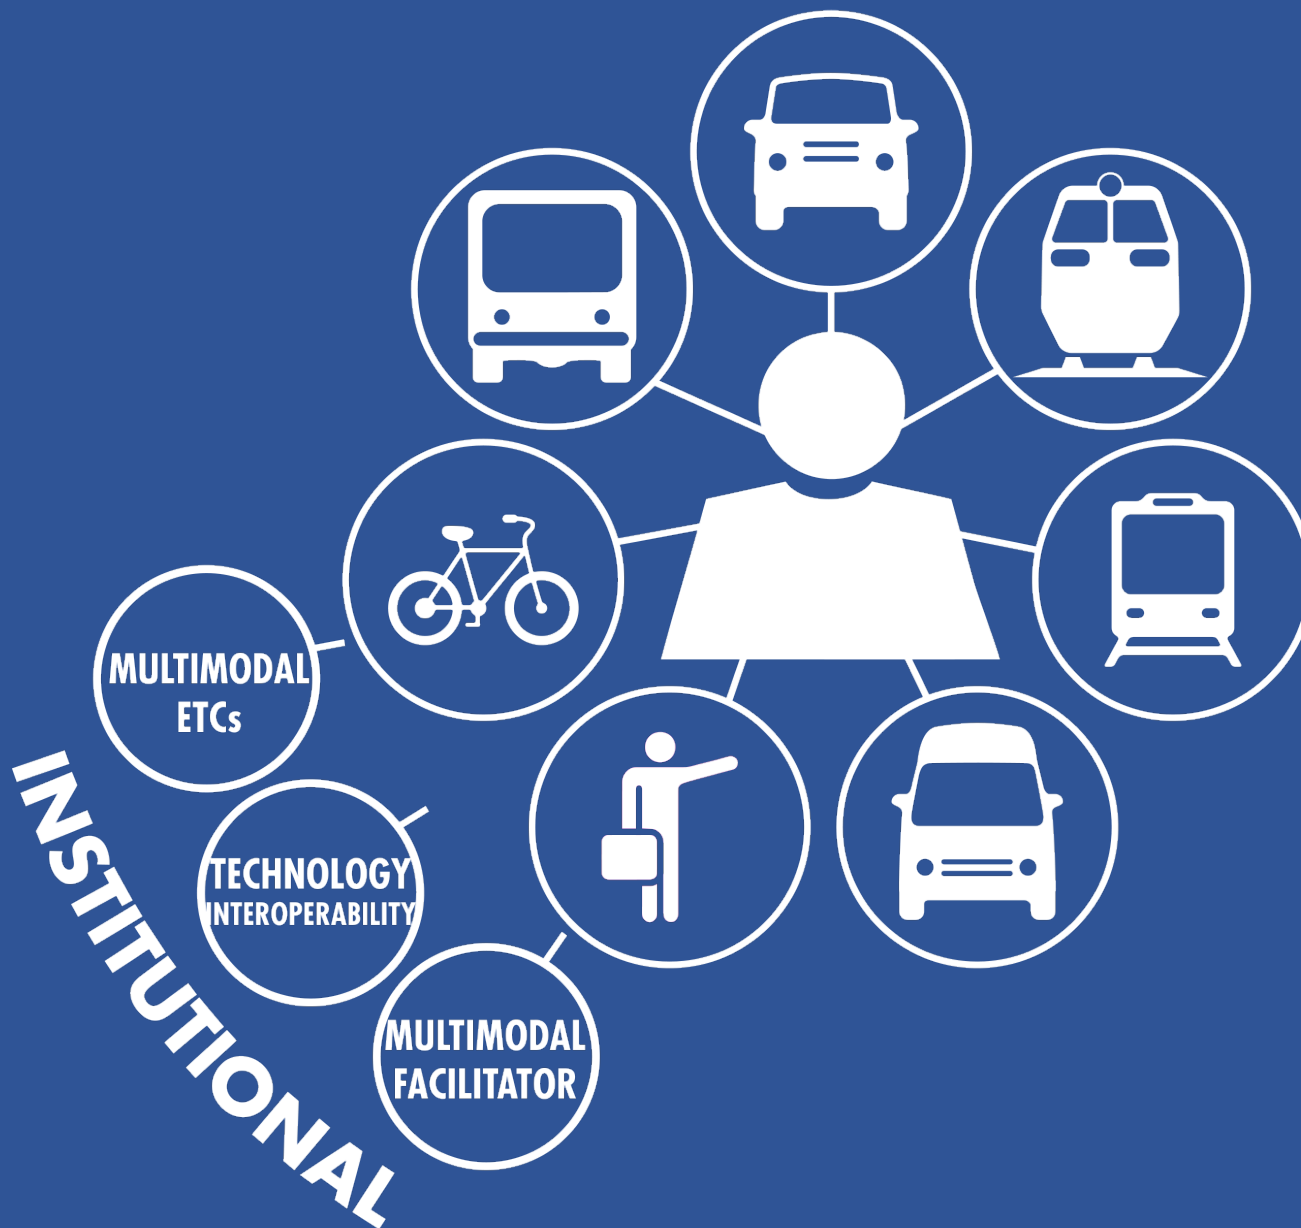 MULTIMODAL
ETCs
TECHNOLOGY
INTEROPERABILITY
MULTIMODAL
FACILITATOR
INSTITUTIONAL